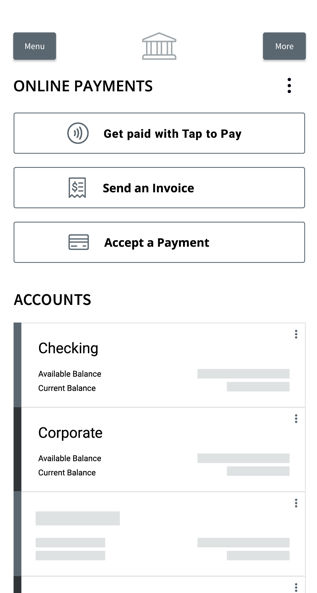 Menu
More
ONLINE PAYMENTS
Get paid with Tap to Pay
Send an Invoice
Accept a Payment
ACCOUNTS
Checking
Available Balance
Current Balance
Corporate
Available Balance
Current Balance